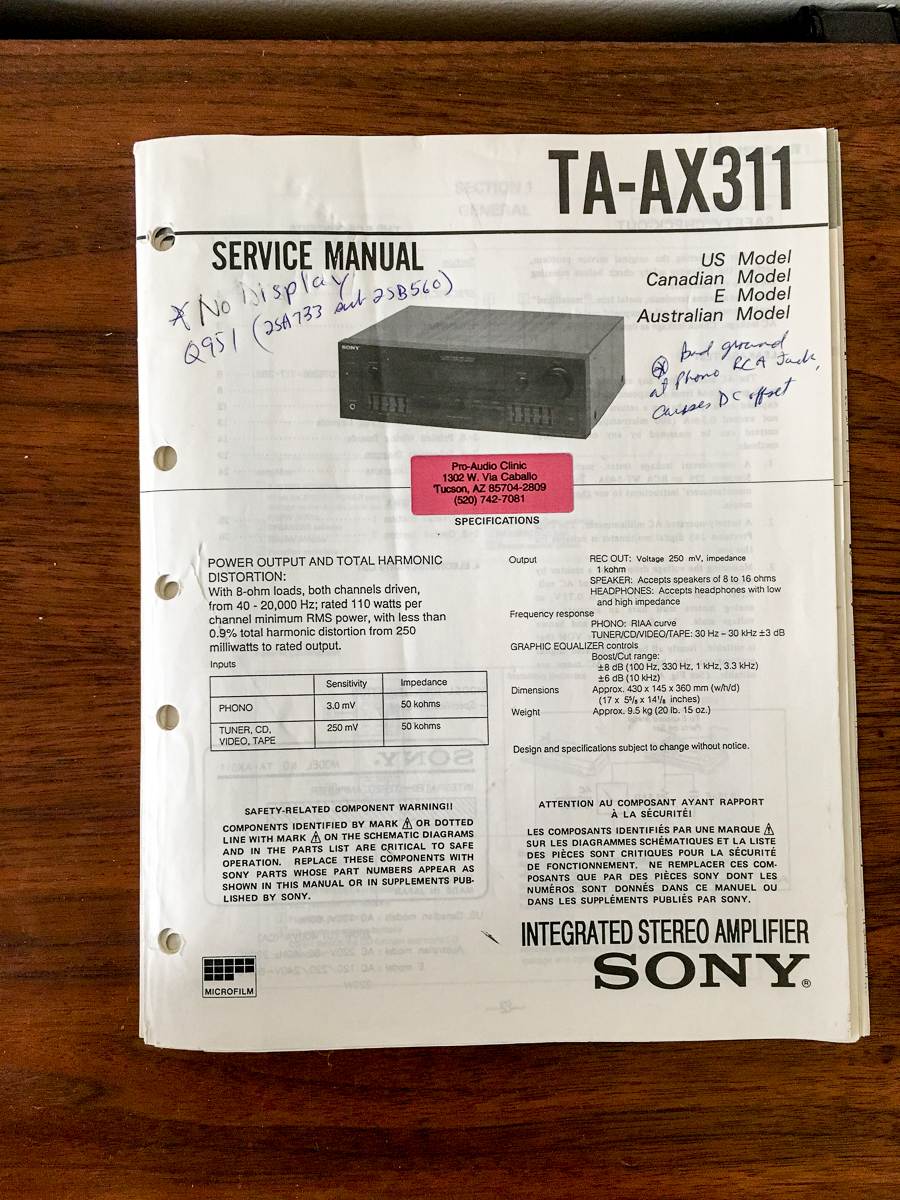 TA-AX311
SERVICE MANUAL
US Model
Canadian Model
E Model
Australian Model
* No Display
Q951 (2SA733 sub 2SB560)
* Bad ground
at Phono RCA Jack,
Causes DC offset
SONY
Pro-Audio Clinic
1302 W. Via Caballo
Tucson, AZ 85704-2809
(520) 742-7081
SPECIFICATIONS
POWER OUTPUT AND TOTAL HARMONIC
DISTORTION:
With 8-ohm loads, both channels driven,
from 40 - 20,000 Hz; rated 110 watts per
channel minimum RMS power, with less than
0.9% total harmonic distortion from 250
milliwatts to rated output.
Inputs
Sensitivity Impedance
PHONO 3.0 mV 50 kohms
TUNER, CD, 250 mV 50 kohms
VIDEO, TAPE
Output REC OUT: Voltage 250 mV, impedance
1 kohm
SPEAKER: Accepts speakers of 8 to 16 ohms
HEADPHONES: Accepts headphones with low
and high impedance
Frequency response
PHONO: RIAA curve
TUNER/CD/VIDEO/TAPE: 30 Hz – 30 kHz ±3 dB
GRAPHIC EQUALIZER controls
Boost/Cut range:
±8 dB (100 Hz, 330 Hz, 1 kHz, 3.3 kHz)
±6 dB (10 kHz)
Dimensions Approx. 430 x 145 x 360 mm (w/h/d)
(17 x 5⁵/₈ x 14¹/₈ inches)
Weight Approx. 9.5 kg (20 lb. 15 oz.)
Design and specifications subject to change without notice.
SAFETY-RELATED COMPONENT WARNING!!
COMPONENTS IDENTIFIED BY MARK ⚠ OR DOTTED
LINE WITH MARK ⚠ ON THE SCHEMATIC DIAGRAMS
AND IN THE PARTS LIST ARE CRITICAL TO SAFE
OPERATION. REPLACE THESE COMPONENTS WITH
SONY PARTS WHOSE PART NUMBERS APPEAR AS
SHOWN IN THIS MANUAL OR IN SUPPLEMENTS PUB-
LISHED BY SONY.
ATTENTION AU COMPOSANT AYANT RAPPORT
À LA SÉCURITÉ!
LES COMPOSANTS IDENTIFIÉS PAR UNE MARQUE ⚠
SUR LES DIAGRAMMES SCHÉMATIQUES ET LA LISTE
DES PIÈCES SONT CRITIQUES POUR LA SÉCURITÉ
DE FONCTIONNEMENT. NE REMPLACER CES COM-
POSANTS QUE PAR DES PIÈCES SONY DONT LES
NUMÉROS SONT DONNÉS DANS CE MANUEL OU
DANS LES SUPPLÉMENTS PUBLIÉS PAR SONY.
MICROFILM
INTEGRATED STEREO AMPLIFIER
SONY®